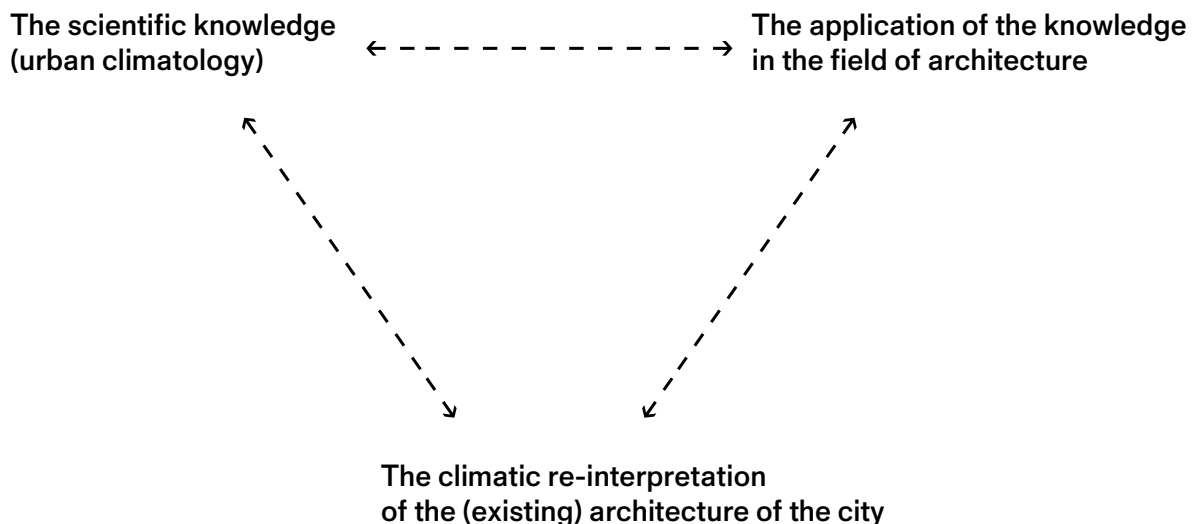 The scientific knowledge
(urban climatology)
The application of the knowledge
in the field of architecture
The climatic re-interpretation
of the (existing) architecture of the city